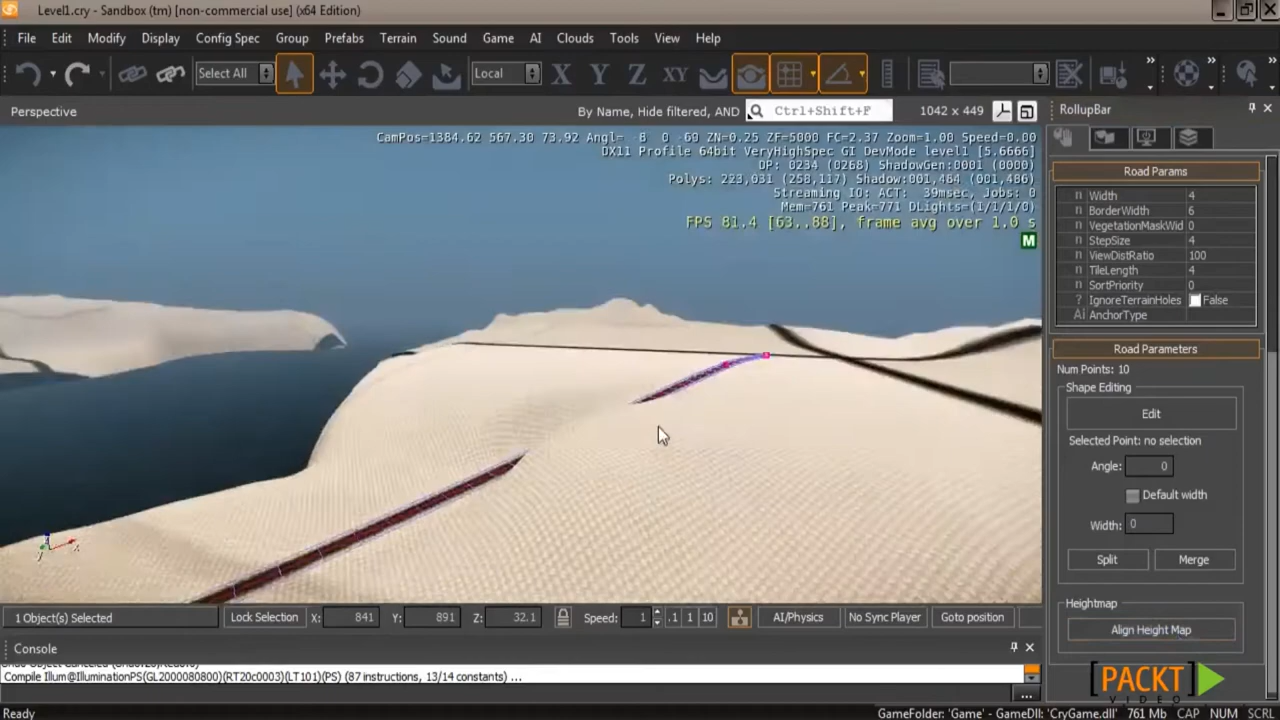 Level1.cry - Sandbox (tm) [non-commercial use] (x64 Edition)
File Edit Modify Display Config Spec Group Prefabs Terrain Sound Game AI Clouds Tools View Help
Select All Local X Y Z XY
Perspective By Name, Hide filtered, AND Ctrl+Shift+F 1042 x 449 RollupBar
CamPos=1384.62 567.30 73.92 Angl= -8 0 -60 ZN=0.25 ZF=5000 FC=2.37 Zoom=1.00 Speed=0.00
DX11 Profile 64bit VeryHighSpec GI DevMode level1 [5.6666]
DP: 0234 (0268) ShadowGen:0001 (0000)
Polys: 223,031 (258,117) Shadow:001,484 (001,486)
Streaming IO: ACT: 39msec, Jobs: 0
Mem=761 Peak=771 DLights=(1/1/1/0)
FPS 81.4 [63..88], frame avg over 1.0 s
M
Road Params
n Width 4
n BorderWidth 6
n VegetationMaskWid 0
n StepSize 4
n ViewDistRatio 100
n TileLength 4
n SortPriority 0
? IgnoreTerrainHoles False
Ai AnchorType
Road Parameters
Num Points: 10
Shape Editing
Edit
Selected Point: no selection
Angle: 0
Default width
Width: 0
Split Merge
Heightmap
Align Height Map
1 Object(s) Selected Lock Selection X: 841 Y: 891 Z: 32.1 Speed: 1 .1 1 10 AI/Physics No Sync Player Goto position
Console
Compile Illum@IlluminationPS(GL2000080800)(RT20c0003)(LT101)(PS) (87 instructions, 13/14 constants) ...
...
PACKT
VIDEO
Ready GameFolder: 'Game' - GameDll: 'CryGame.dll' 761 Mb CAP NUM SCRL